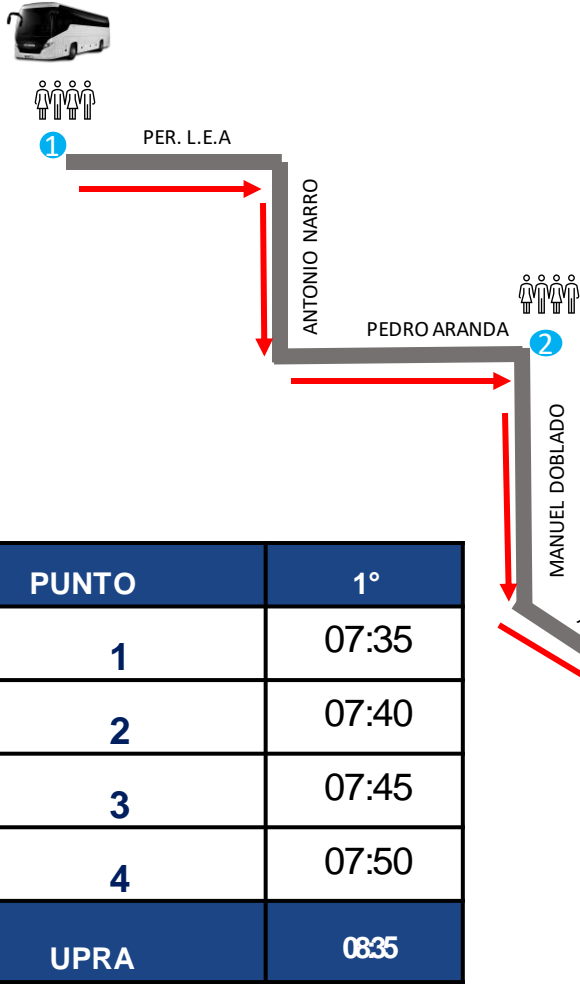 1
PER. L.E.A
ANTONIO NARRO
PEDRO ARANDA
2
MANUEL DOBLADO
PUNTO 1°
1 07:35
2 07:40
3 07:45
4 07:50
UPRA 08:35